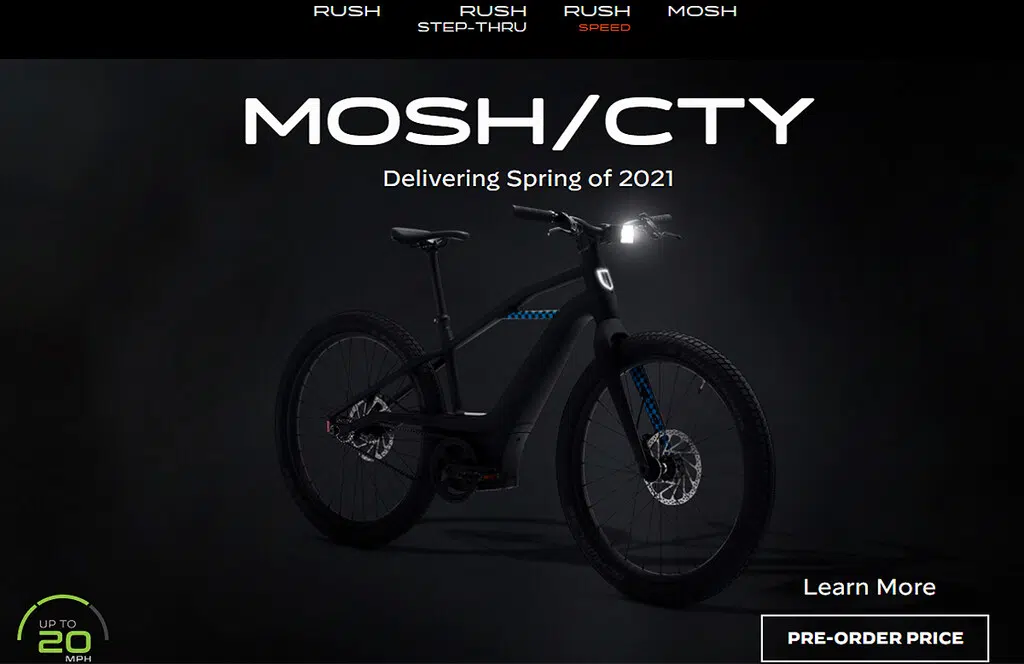 RUSH
RUSH
STEP-THRU
RUSH
SPEED
MOSH
MOSH/CTY
Delivering Spring of 2021
UP TO
20
MPH
Learn More
PRE-ORDER PRICE